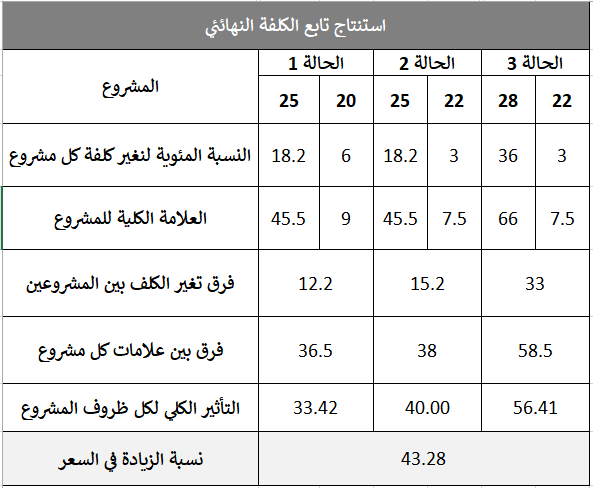 استنتاج تابع الكلفة النهائئي
المشروع الحالة 1 الحالة 2 الحالة 3
25 20 25 22 28 22
النسبة المئوية لنغير كلفة كل مشروع 18.2 6 18.2 3 36 3
العلامة الكلية للمشروع 45.5 9 45.5 7.5 66 7.5
فرق تغير الكلف بين المشروعين 12.2 15.2 33
فرق بين علامات كل مشروع 36.5 38 58.5
التأثير الكلي لكل ظروف المشروع 33.42 40.00 56.41
نسبة الزيادة في السعر 43.28